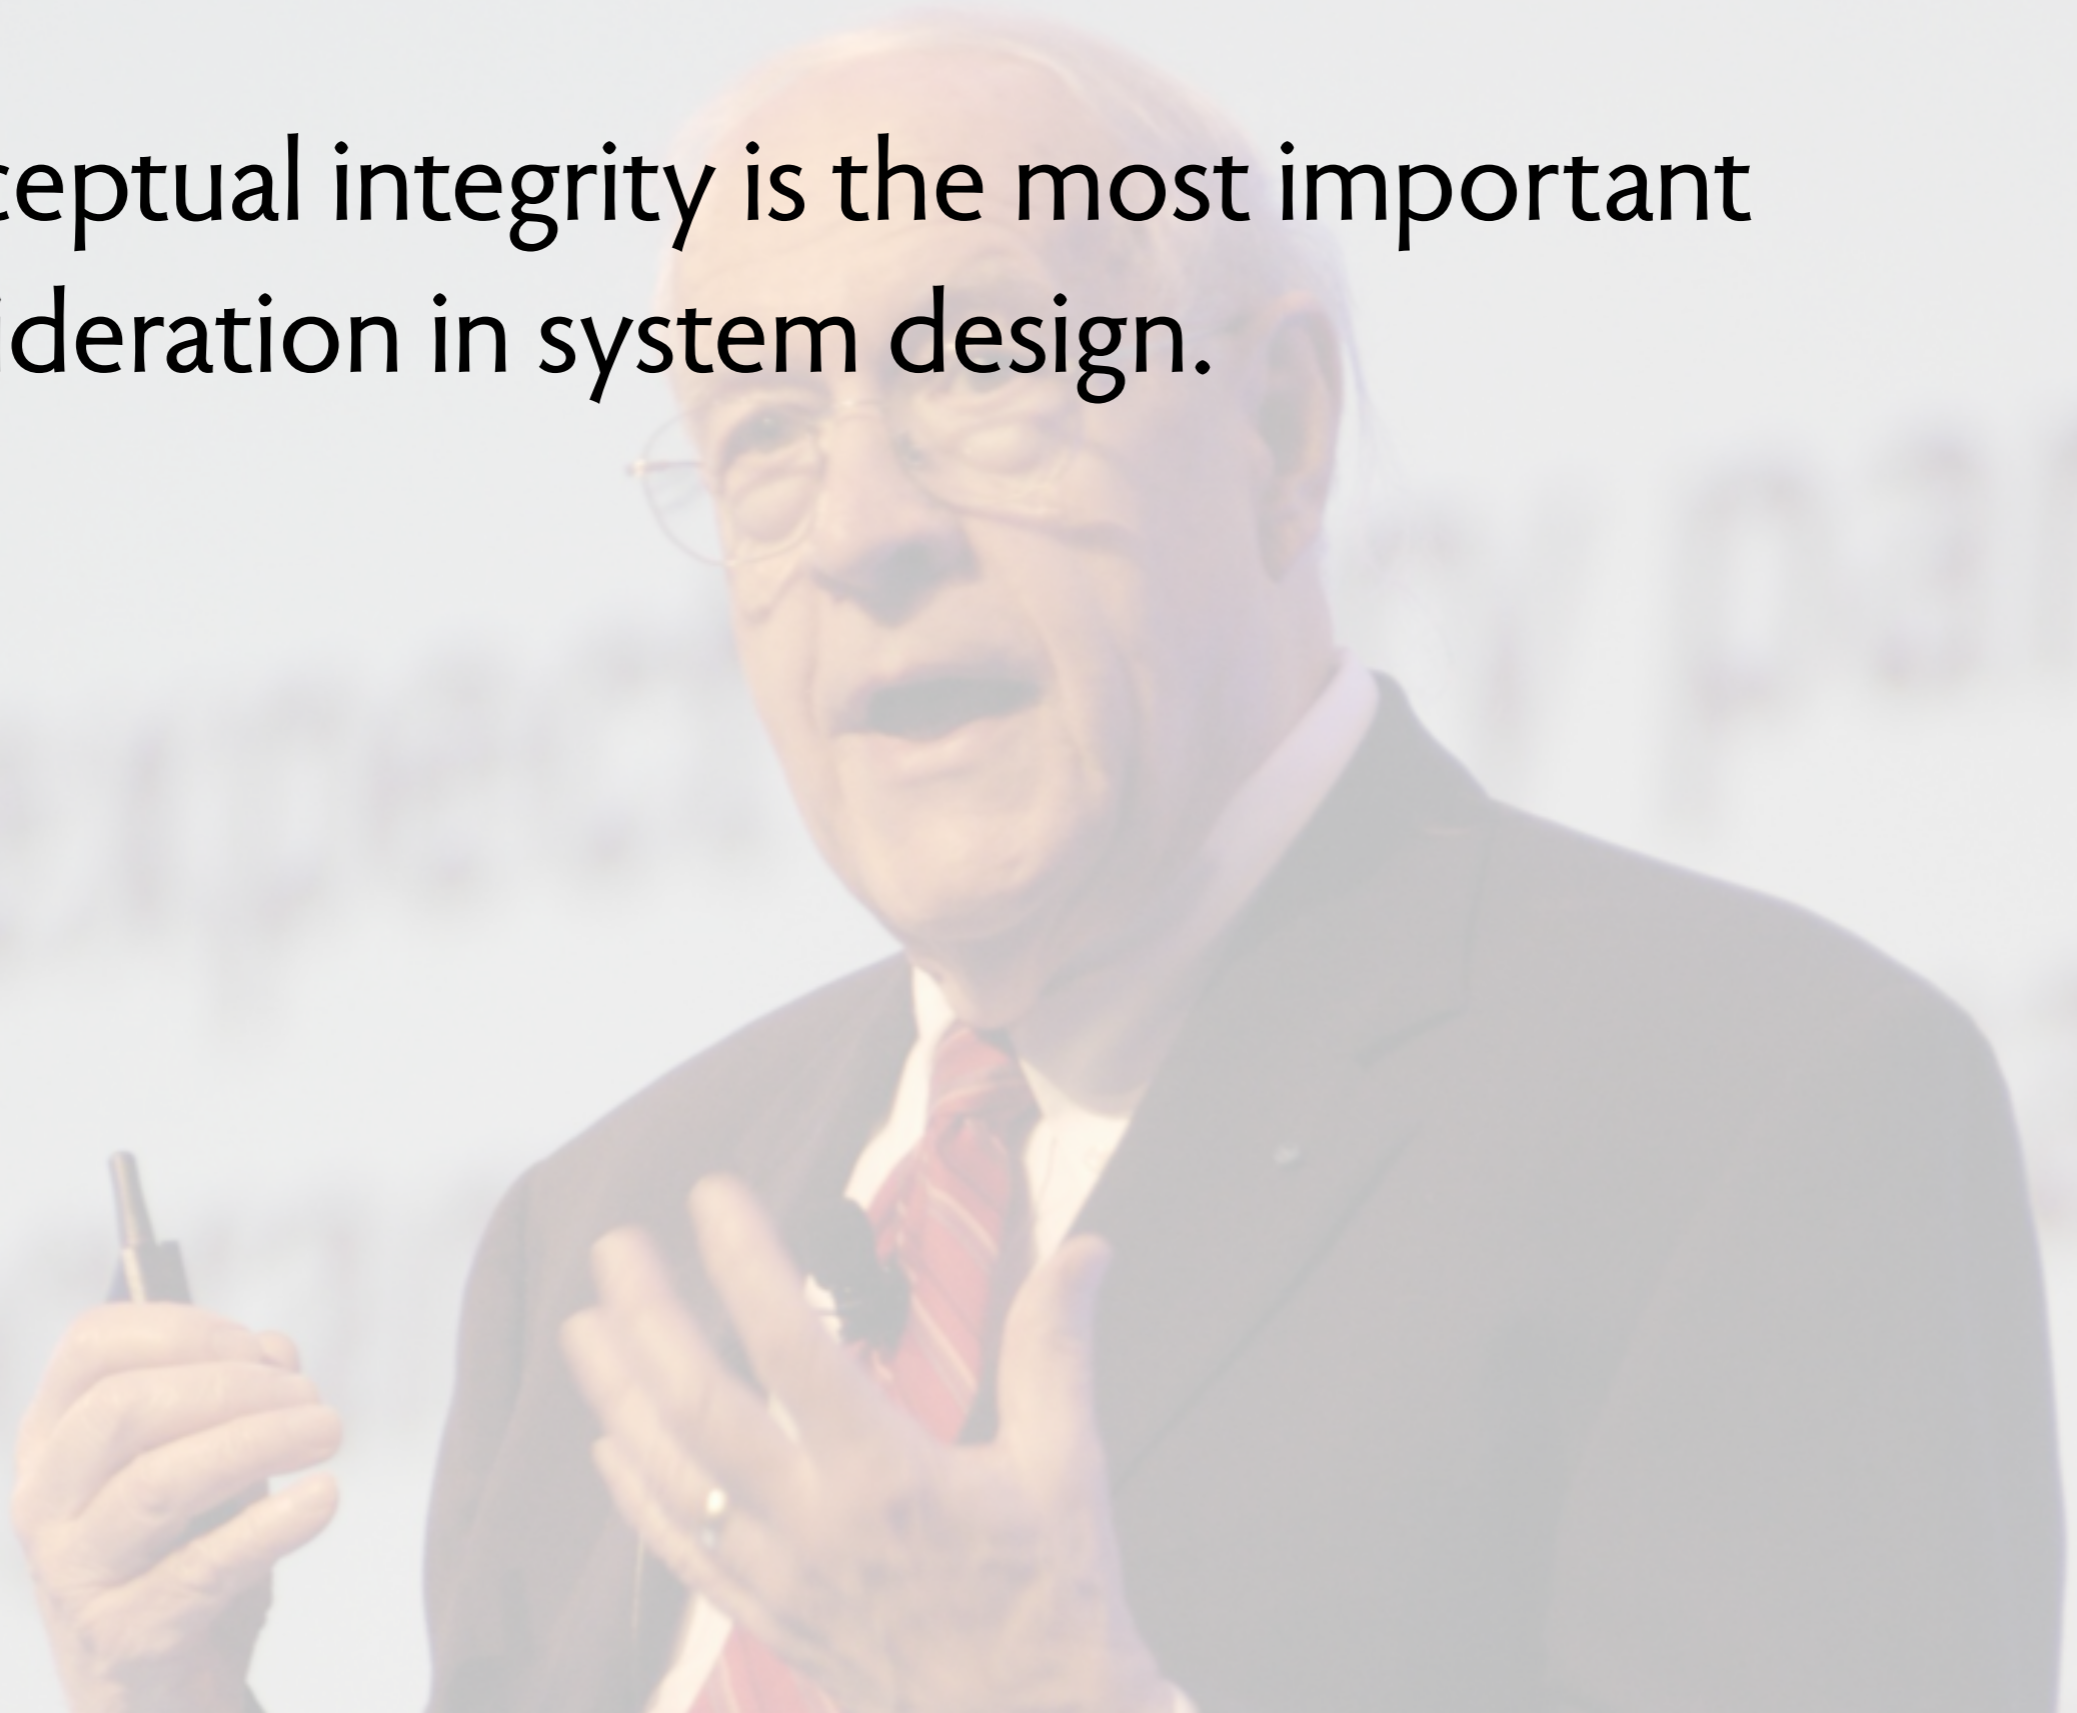 ceptual integrity is the most important
ideration in system design.